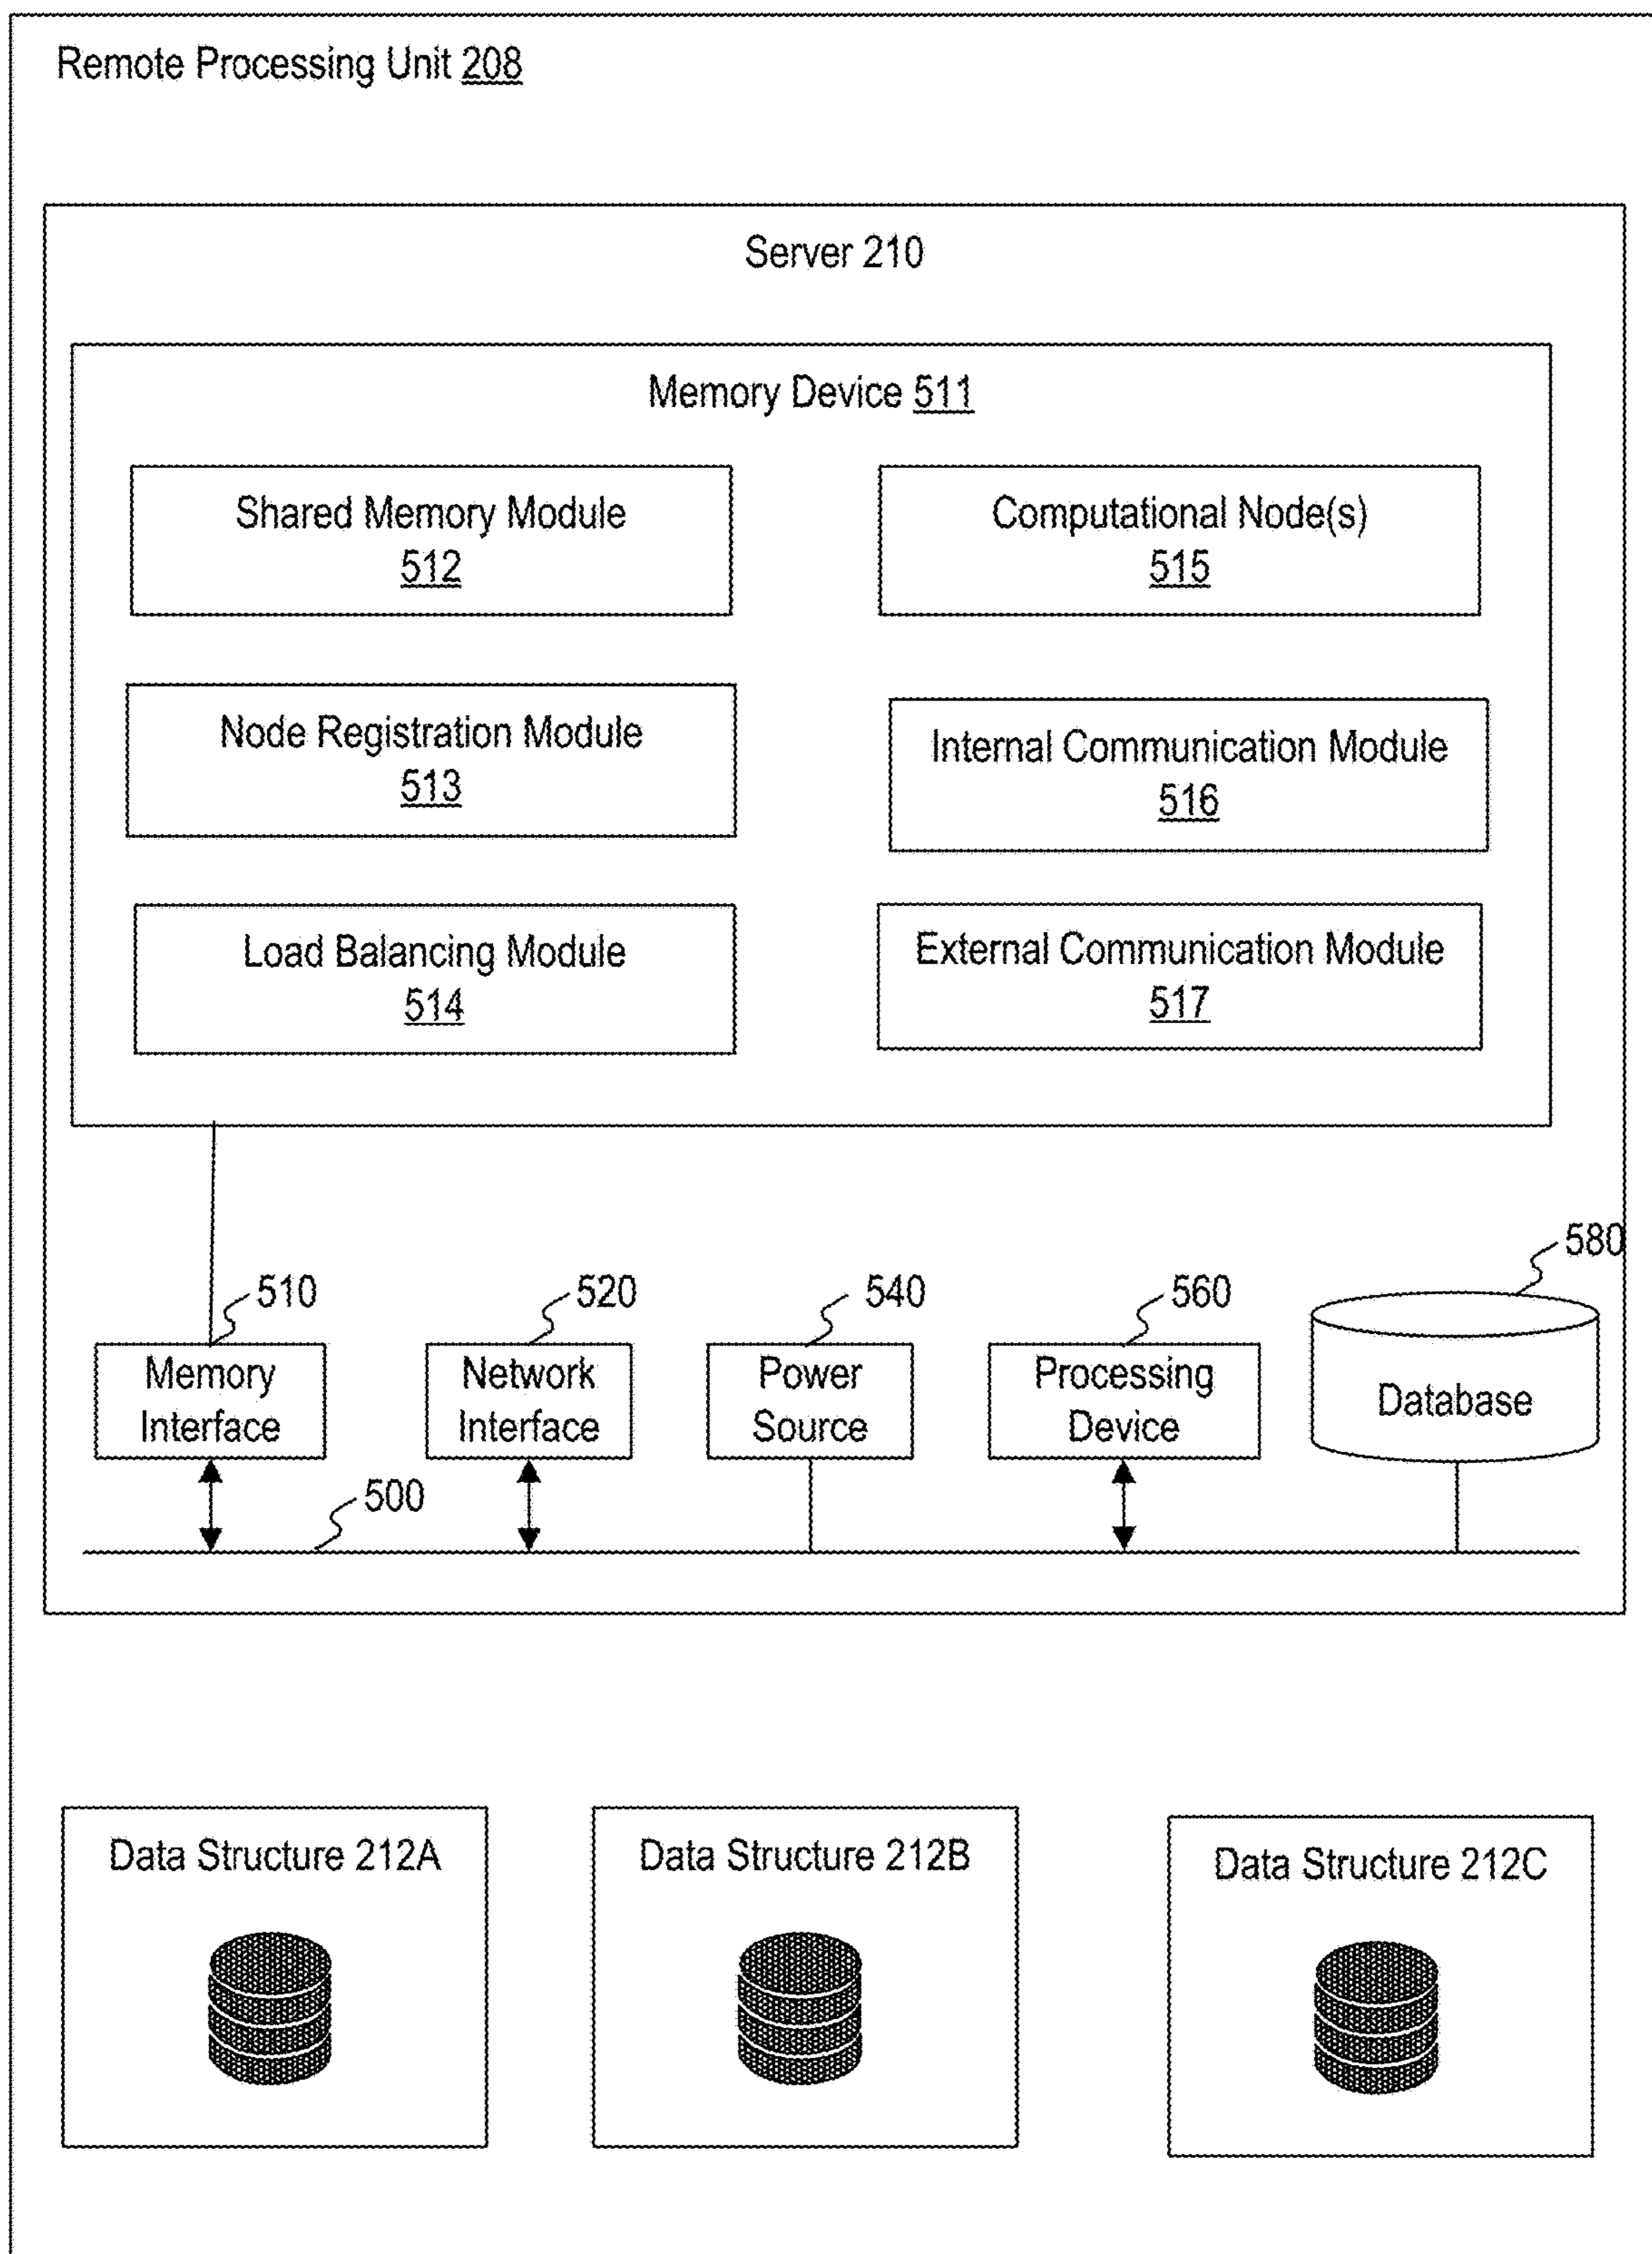 Remote Processing Unit 208
Server 210
Memory Device 511
Shared Memory Module
512
Computational Node(s)
515
Node Registration Module
513
Internal Communication Module
516
Load Balancing Module
514
External Communication Module
517
580
510
520
540
560
Memory
Interface
Network
Interface
Power
Source
Processing
Device
Database
500
Data Structure 212A
Data Structure 212B
Data Structure 212C